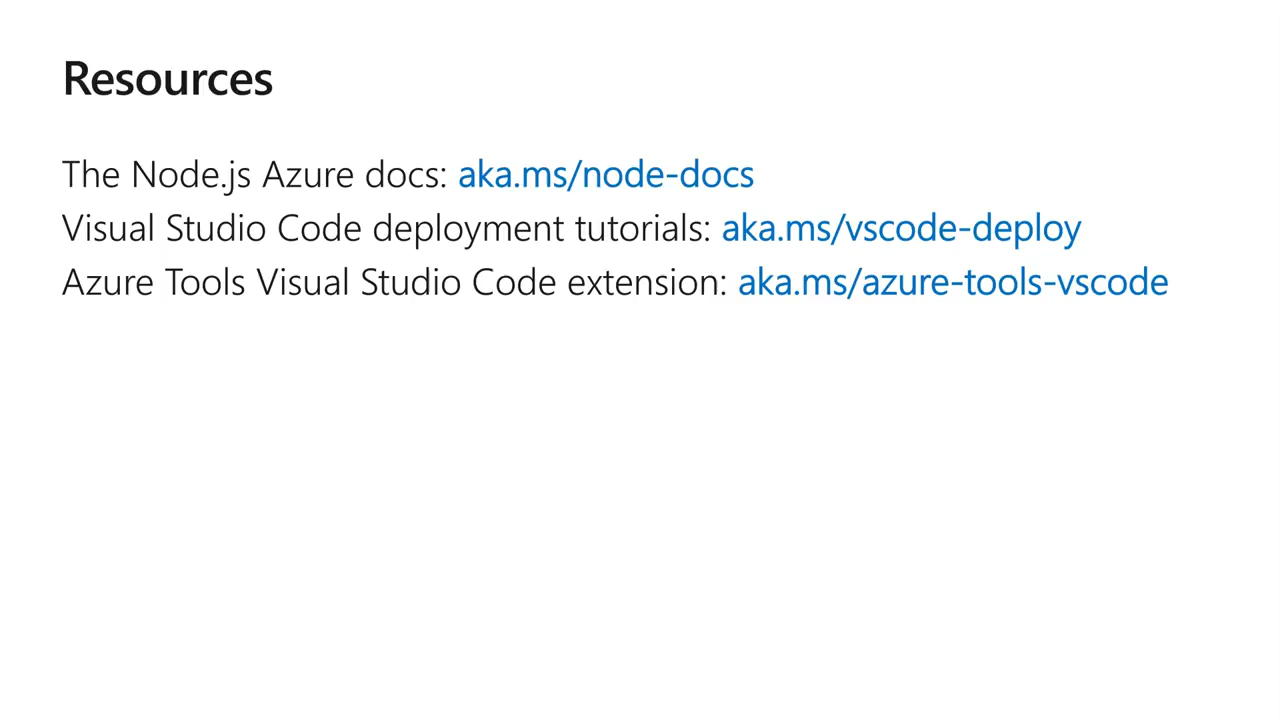 Resources
The Node.js Azure docs: aka.ms/node-docs
Visual Studio Code deployment tutorials: aka.ms/vscode-deploy
Azure Tools Visual Studio Code extension: aka.ms/azure-tools-vscode